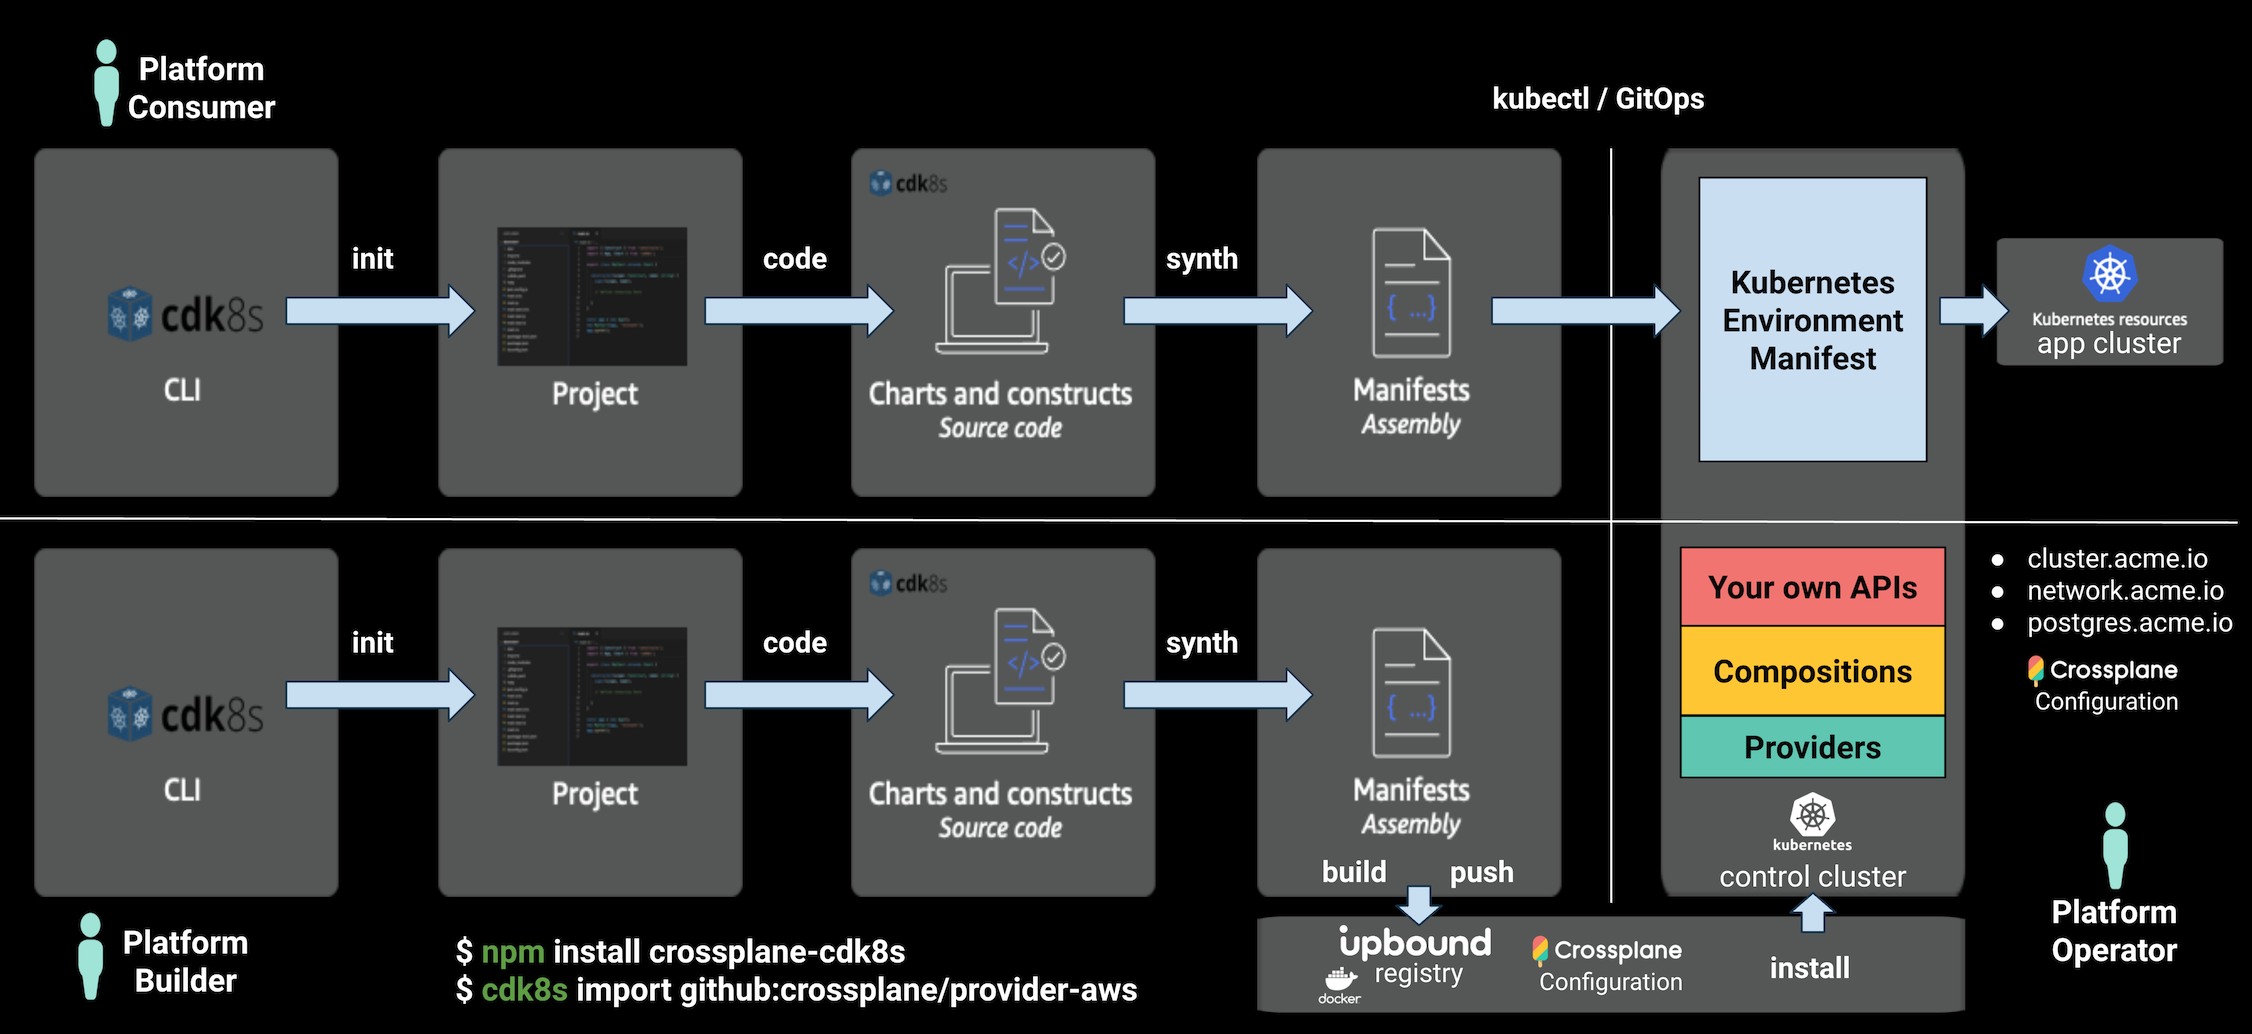 Platform
Consumer
kubectl / GitOps
cdk8s
CLI
init
Project
code
cdk8s
Charts and constructs
Source code
synth
{ ...}
Manifests
Assembly
Kubernetes
Environment
Manifest
Kubernetes resources
app cluster
cdk8s
CLI
init
Project
code
cdk8s
Charts and constructs
Source code
synth
{ ...}
Manifests
Assembly
build push
Your own APIs
Compositions
Providers
kubernetes
control cluster
● cluster.acme.io
● network.acme.io
● postgres.acme.io
Crossplane
Configuration
Platform
Builder
$ npm install crossplane-cdk8s
$ cdk8s import github:crossplane/provider-aws
upbound
registry
docker
Crossplane
Configuration
install
Platform
Operator